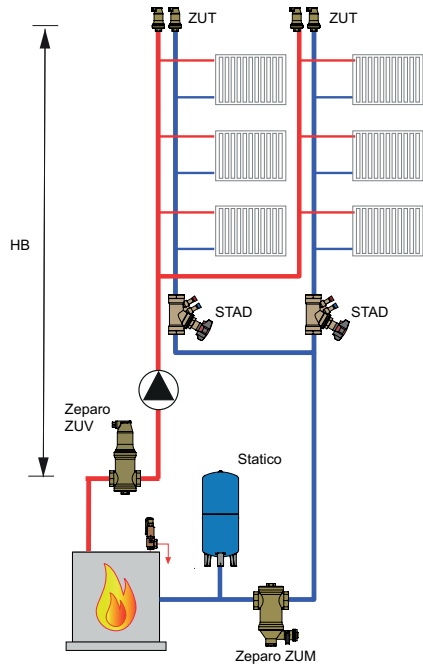 ZUT
ZUT
HB
STAD
STAD
Zeparo
ZUV
Statico
Zeparo ZUM